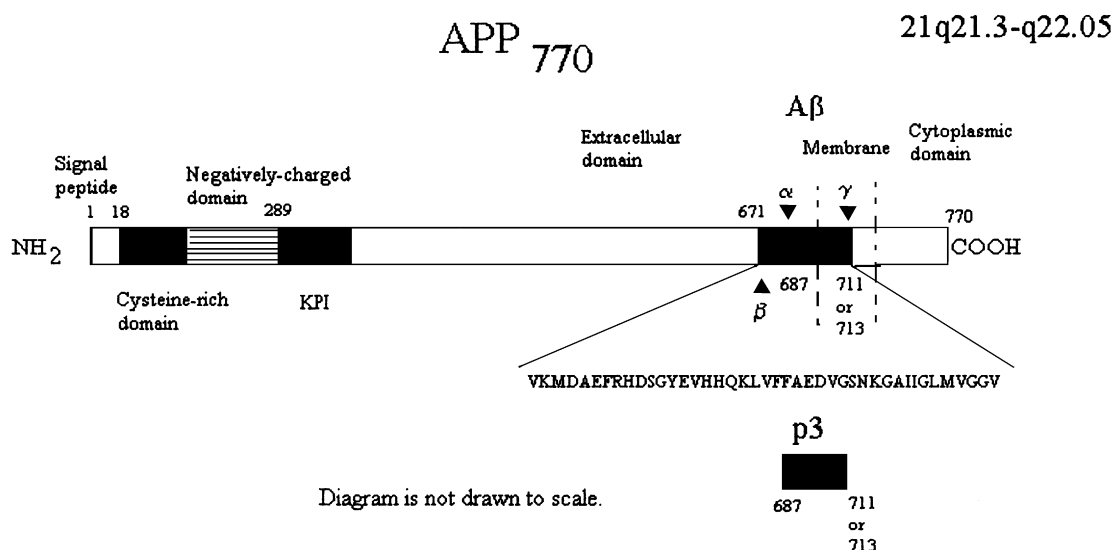 21q21.3-q22.05
APP 770
Aβ
Extracellular
domain
Membrane
Cytoplasmic
domain
Signal
peptide
Negatively-charged
domain
1 18
289
671
α
γ
770
NH2
COOH
Cysteine-rich
domain
KPI
β
687
711
or
713
VKMDAEFRHDSGYEVHHQKLVFFAEDVGSNKGAIIGLMVGGV
p3
Diagram is not drawn to scale.
687
711
or
713